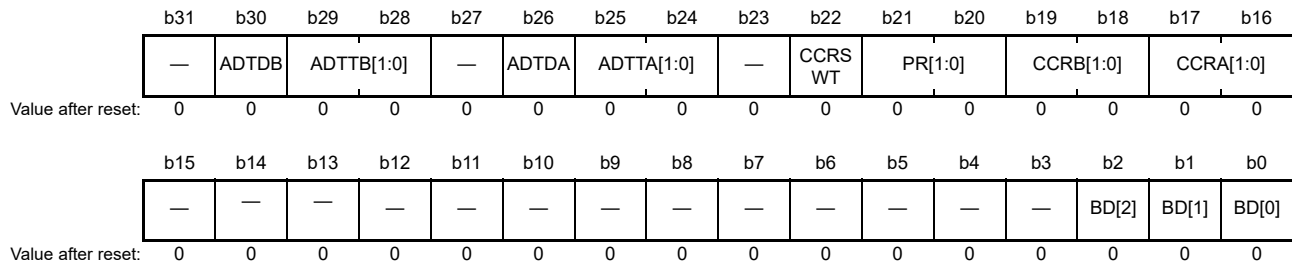 b31 b30 b29 b28 b27 b26 b25 b24 b23 b22 b21 b20 b19 b18 b17 b16
— ADTDB ADTTB[1:0] — ADTDA ADTTA[1:0] — CCRS WT PR[1:0] CCRB[1:0] CCRA[1:0]
Value after reset: 0 0 0 0 0 0 0 0 0 0 0 0 0 0 0 0
b15 b14 b13 b12 b11 b10 b9 b8 b7 b6 b5 b4 b3 b2 b1 b0
— — — — — — — — — — — — — BD[2] BD[1] BD[0]
Value after reset: 0 0 0 0 0 0 0 0 0 0 0 0 0 0 0 0